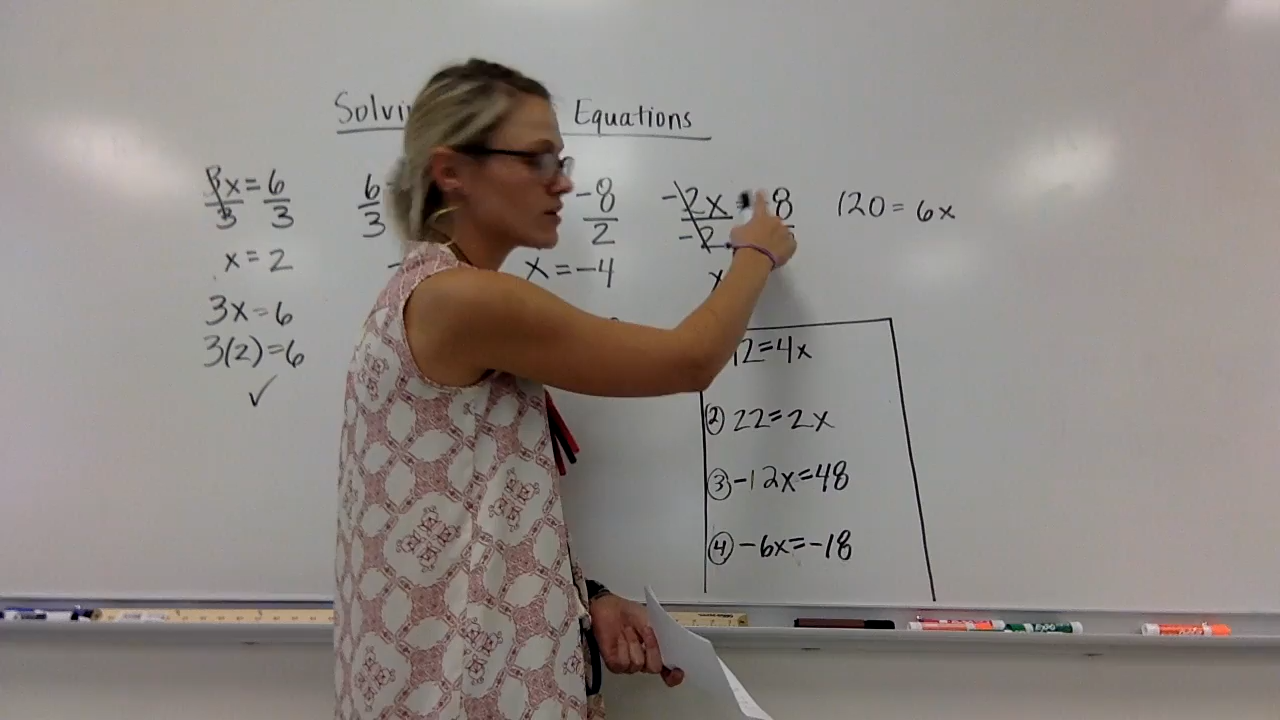 Equations
3x = 6
3 3
x = 2
3x = 6
3(2) = 6
✓
6
3
-8
2
x = -4
-2x 8
-2
x
120 = 6x
12 = 4x
② 22 = 2x
③ -12x = 48
④ -6x = -18
EXPO